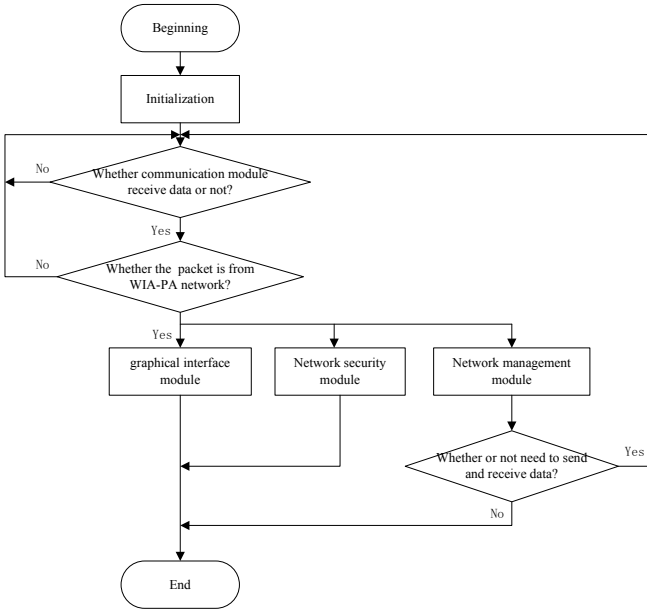 Beginning
Initialization
No
Whether communication module
receive data or not?
Yes
No
Whether the packet is from
WIA-PA network?
Yes
graphical interface
module
Network security
module
Network management
module
Whether or not need to send
and receive data?
Yes
No
End